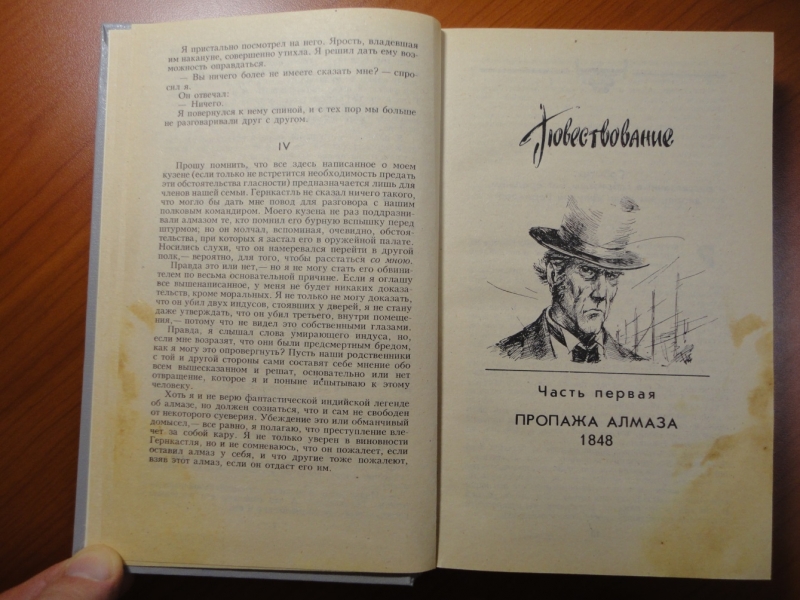 Я пристально посмотрел на него. Ярость, владевшая
им накануне, совершенно утихла. Я решил дать ему воз-
можность оправдаться.
— Вы ничего более не имеете сказать мне? — спро-
сил я.
Он отвечал:
— Ничего.
Я повернулся к нему спиной, и с тех пор мы больше
не разговаривали друг с другом.
IV
Прошу помнить, что все здесь написанное о моем
кузене (если только не встретится необходимость предать
эти обстоятельства гласности) предназначается лишь для
членов нашей семьи. Гернкастль не сказал ничего такого,
что могло бы дать мне повод для разговора с нашим
полковым командиром. Моего кузена не раз поддразни-
вали алмазом те, кто помнил его бурную вспышку перед
штурмом; но он молчал, вспоминая, очевидно, обстоя-
тельства, при которых я застал его в оружейной палате.
Носились слухи, что он намеревался перейти в другой
полк,— вероятно, для того, чтобы расстаться со мною.
Правда это или нет,— но я не могу стать его обвини-
телем по весьма основательной причине. Если я оглашу
все вышенаписанное, у меня не будет никаких доказа-
тельств, кроме моральных. Я не только не могу доказать,
что он убил двух индусов, стоявших у дверей, я не стану
даже утверждать, что он убил третьего, внутри помеще-
ния,— потому что не видел это собственными глазами.
Правда, я слышал слова умирающего индуса, но,
если мне возразят, что они были предсмертным бредом,
как я могу это опровергнуть? Пусть наши родственники
с той и другой стороны сами составят себе мнение обо
всем вышесказанном и решат, основательно или нет
отвращение, которое я и поныне испытываю к этому
человеку.
Хоть я и не верю фантастической индийской легенде
об алмазе, но должен сознаться, что и сам не свободен
от некоторого суеверия. Убеждение это или обманчивый
домысел,— все равно, я полагаю, что преступление вле-
чет за собой кару. Я не только уверен в виновности
Гернкастля, но и не сомневаюсь, что он пожалеет, если
оставил алмаз у себя, и что другие тоже пожалеют,
взяв этот алмаз, если он отдаст его им.
Повествование
Часть первая
ПРОПАЖА АЛМАЗА
1848